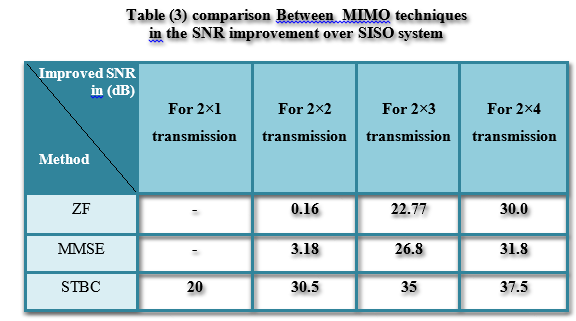 Table (3) comparison Between MIMO techniques
in the SNR improvement over SISO system
Improved SNR
in (dB)
Method
For 2×1
transmission
For 2×2
transmission
For 2×3
transmission
For 2×4
transmission
ZF - 0.16 22.77 30.0
MMSE - 3.18 26.8 31.8
STBC 20 30.5 35 37.5